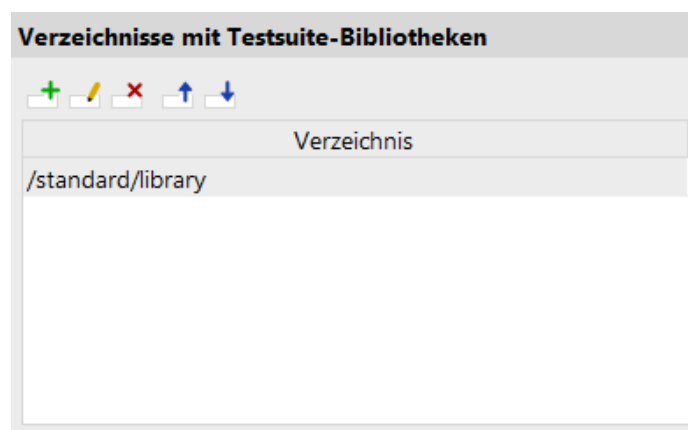 Verzeichnisse mit Testsuite-Bibliotheken
Verzeichnis
/standard/library